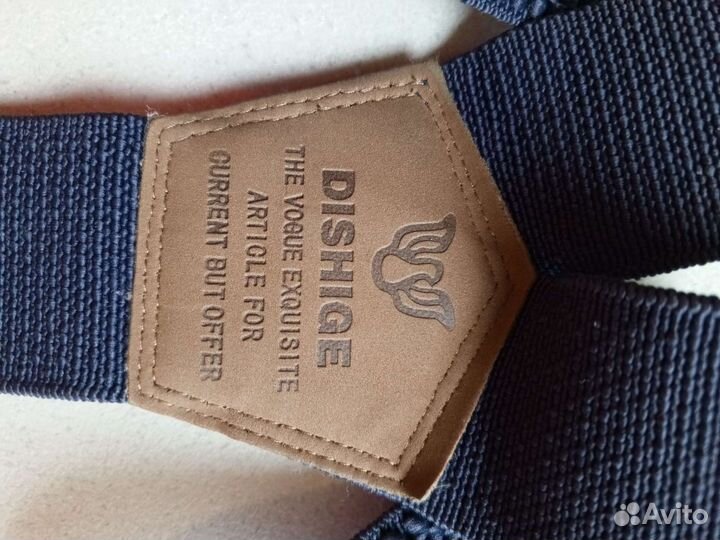 DISHIGE
THE VOGUE EXQUISITE
ARTICLE FOR
CURRENT BUT OFFER
Avito